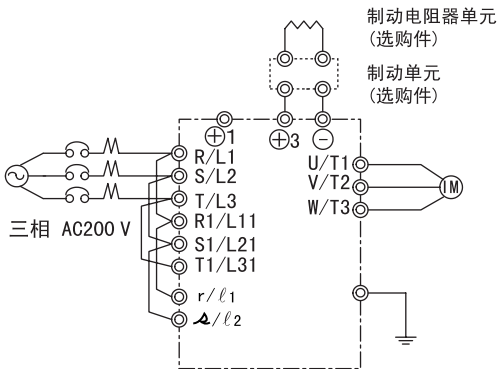 制动电阻器单元
(选购件)
制动单元
(选购件)
⊕1
⊕3
⊖
R/L1
S/L2
T/L3
R1/L11
S1/L21
T1/L31
r/ℓ1
s/ℓ2
U/T1
V/T2
W/T3
IM
三相 AC200 V